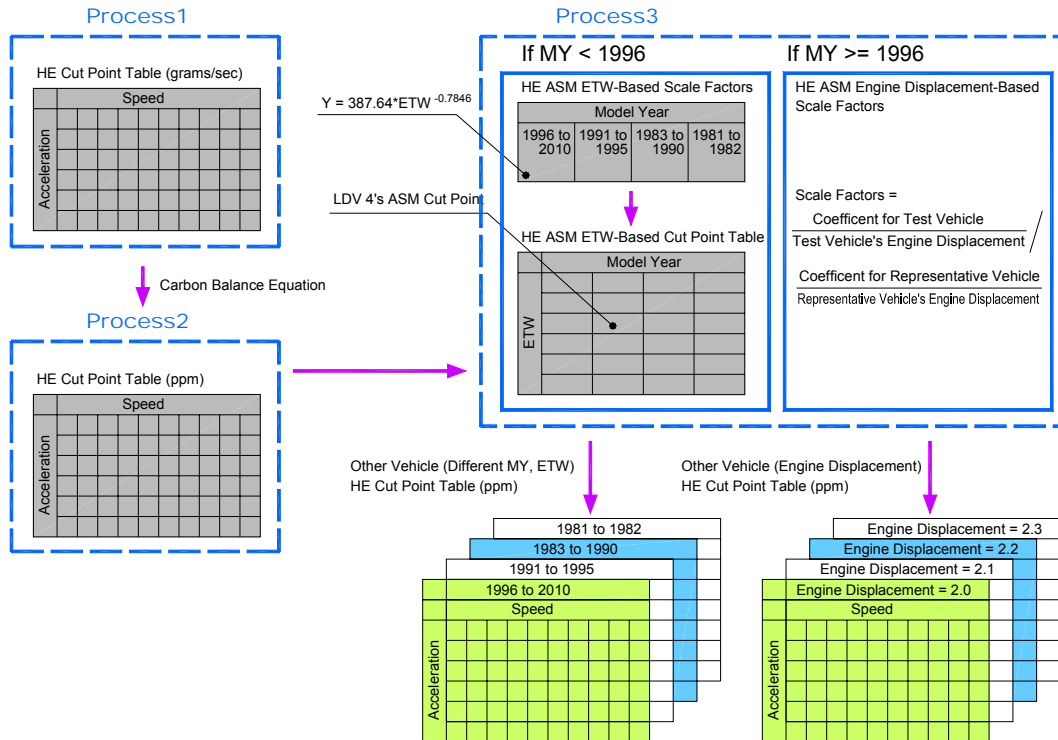 Process1
HE Cut Point Table (grams/sec)
Speed
Acceleration
Carbon Balance Equation
Process2
HE Cut Point Table (ppm)
Speed
Acceleration
Process3
If MY < 1996
HE ASM ETW-Based Scale Factors
Model Year
1996 to 2010
1991 to 1995
1983 to 1990
1981 to 1982
Y = 387.64*ETW -0.7846
LDV 4's ASM Cut Point
HE ASM ETW-Based Cut Point Table
Model Year
ETW
If MY >= 1996
HE ASM Engine Displacement-Based
Scale Factors
Scale Factors =
Coefficent for Test Vehicle
Test Vehicle's Engine Displacement
Coefficent for Representative Vehicle
Representative Vehicle's Engine Displacement
Other Vehicle (Different MY, ETW)
HE Cut Point Table (ppm)
1981 to 1982
1983 to 1990
1991 to 1995
1996 to 2010
Speed
Acceleration
Other Vehicle (Engine Displacement)
HE Cut Point Table (ppm)
Engine Displacement = 2.3
Engine Displacement = 2.2
Engine Displacement = 2.1
Engine Displacement = 2.0
Speed
Acceleration